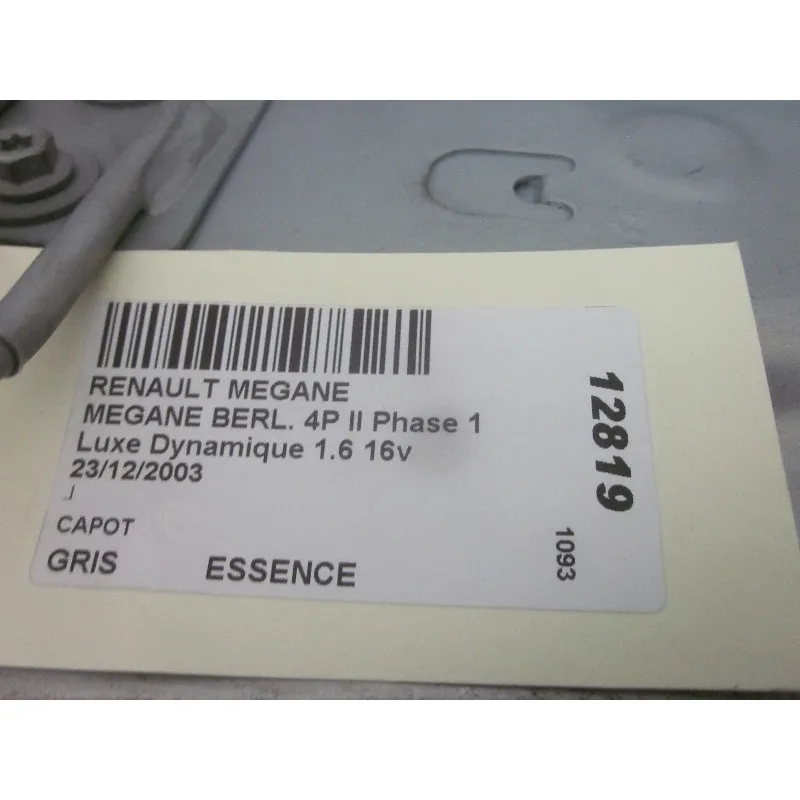 RENAULT MEGANE
MEGANE BERL. 4P II Phase 1
Luxe Dynamique 1.6 16v
23/12/2003
CAPOT
GRIS ESSENCE
12819
1093